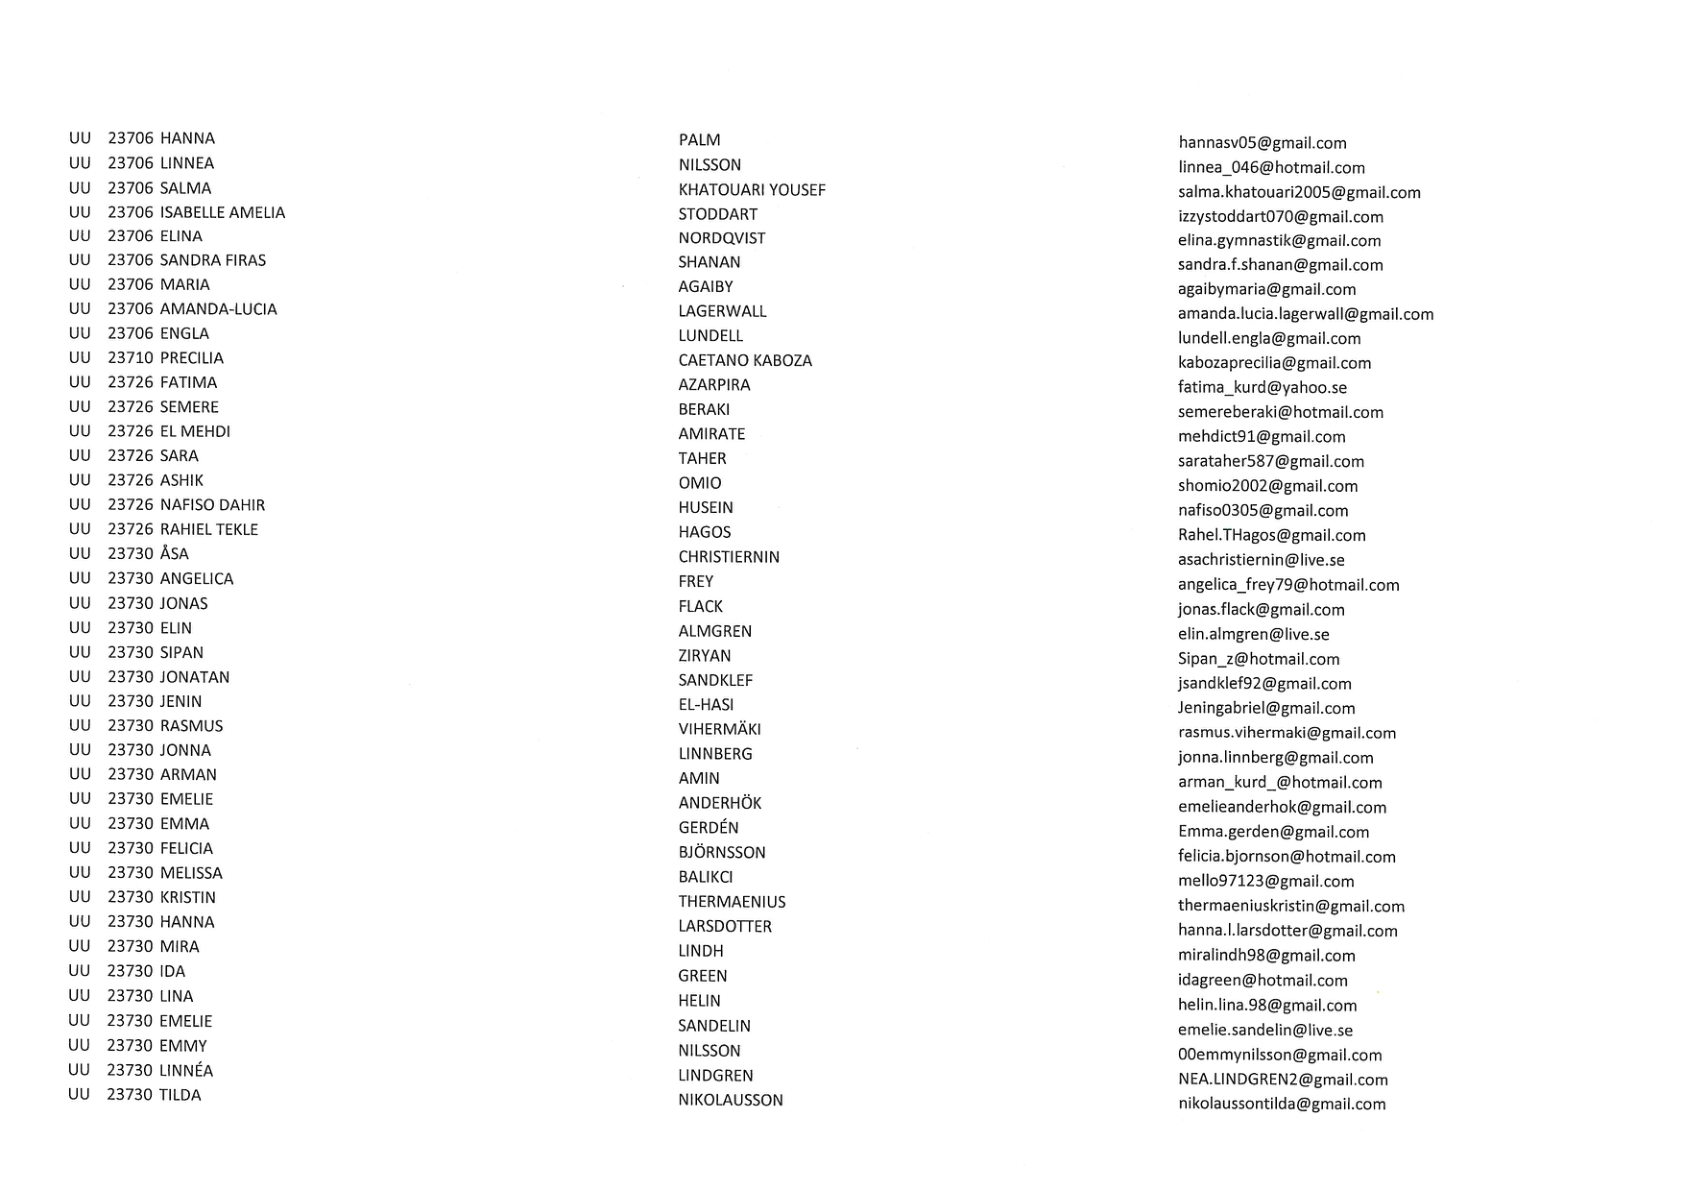 UU 23706 HANNA PALM hannasv05@gmail.com
UU 23706 LINNEA NILSSON linnea_046@hotmail.com
UU 23706 SALMA KHATOUARI YOUSEF salma.khatouari2005@gmail.com
UU 23706 ISABELLE AMELIA STODDART izzystoddart070@gmail.com
UU 23706 ELINA NORDQVIST elina.gymnastik@gmail.com
UU 23706 SANDRA FIRAS SHANAN sandra.f.shanan@gmail.com
UU 23706 MARIA AGAIBY agaibymaria@gmail.com
UU 23706 AMANDA-LUCIA LAGERWALL amanda.lucia.lagerwall@gmail.com
UU 23706 ENGLA LUNDELL lundell.engla@gmail.com
UU 23710 PRECILIA CAETANO KABOZA kabozaprecilia@gmail.com
UU 23726 FATIMA AZARPIRA fatima_kurd@yahoo.se
UU 23726 SEMERE BERAKI semereberaki@hotmail.com
UU 23726 EL MEHDI AMIRATE mehdict91@gmail.com
UU 23726 SARA TAHER sarataher587@gmail.com
UU 23726 ASHIK OMIO shomio2002@gmail.com
UU 23726 NAFISO DAHIR HUSEIN nafiso0305@gmail.com
UU 23726 RAHIEL TEKLE HAGOS Rahel.THagos@gmail.com
UU 23730 ÅSA CHRISTIERNIN asachristiernin@live.se
UU 23730 ANGELICA FREY angelica_frey79@hotmail.com
UU 23730 JONAS FLACK jonas.flack@gmail.com
UU 23730 ELIN ALMGREN elin.almgren@live.se
UU 23730 SIPAN ZIRYAN Sipan_z@hotmail.com
UU 23730 JONATAN SANDKLEF jsandklef92@gmail.com
UU 23730 JENIN EL-HASI Jeningabriel@gmail.com
UU 23730 RASMUS VIHERMÄKI rasmus.vihermaki@gmail.com
UU 23730 JONNA LINNBERG jonna.linnberg@gmail.com
UU 23730 ARMAN AMIN arman_kurd_@hotmail.com
UU 23730 EMELIE ANDERHÖK emelieanderhok@gmail.com
UU 23730 EMMA GERDÉN Emma.gerden@gmail.com
UU 23730 FELICIA BJÖRNSSON felicia.bjornson@hotmail.com
UU 23730 MELISSA BALIKCI mello97123@gmail.com
UU 23730 KRISTIN THERMAENIUS thermaeniuskristin@gmail.com
UU 23730 HANNA LARSDOTTER hanna.l.larsdotter@gmail.com
UU 23730 MIRA LINDH miralindh98@gmail.com
UU 23730 IDA GREEN idagreen@hotmail.com
UU 23730 LINA HELIN helin.lina.98@gmail.com
UU 23730 EMELIE SANDELIN emelie.sandelin@live.se
UU 23730 EMMY NILSSON 00emmynilsson@gmail.com
UU 23730 LINNÉA LINDGREN NEA.LINDGREN2@gmail.com
UU 23730 TILDA NIKOLAUSSON nikolaussontilda@gmail.com